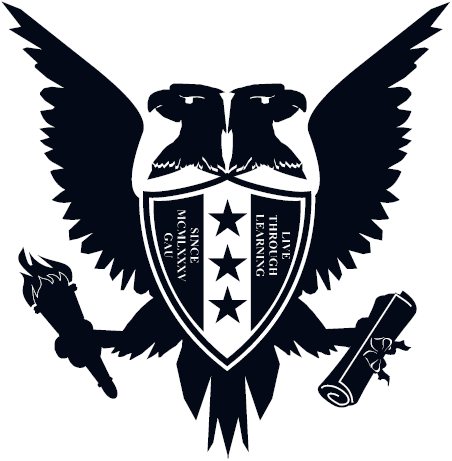 SINCE
MCMLXXXV
GAU
LIVE
THROUGH
LEARNING